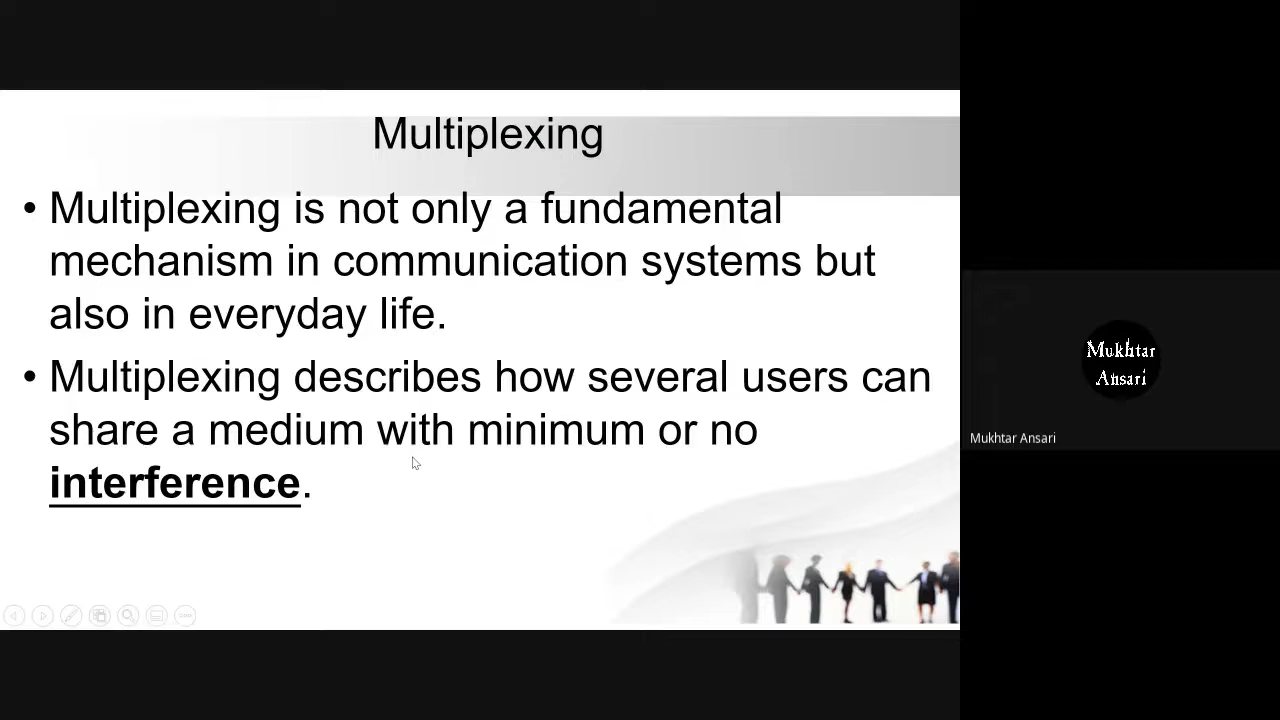 Multiplexing
• Multiplexing is not only a fundamental
mechanism in communication systems but
also in everyday life.
• Multiplexing describes how several users can
share a medium with minimum or no
interference.
Mukhtar
Ansari
Mukhtar Ansari